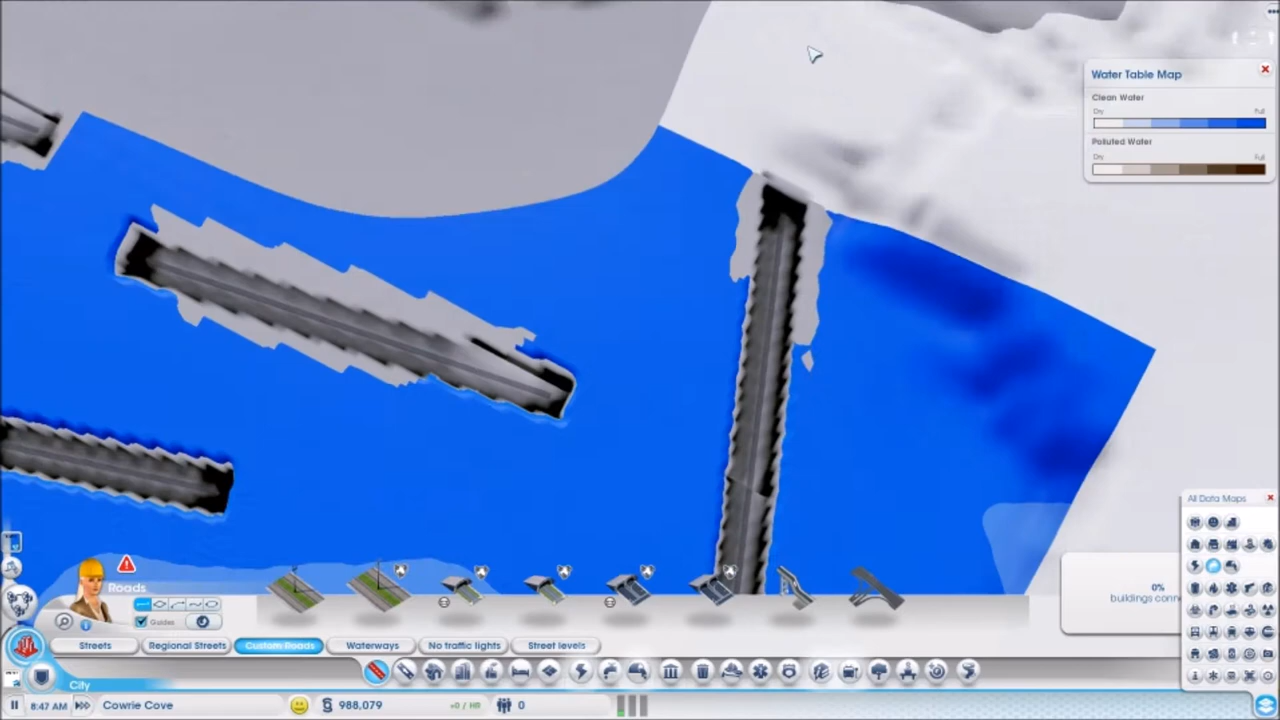 Water Table Map
Clean Water
Dry Full
Polluted Water
Dry Full
All Data Maps
0%
buildings conn
Roads
Guides
Streets Regional Streets Custom Roads Waterways No traffic lights Street levels
City
8:47 AM Cowrie Cove § 988,079 +0 / HR 0